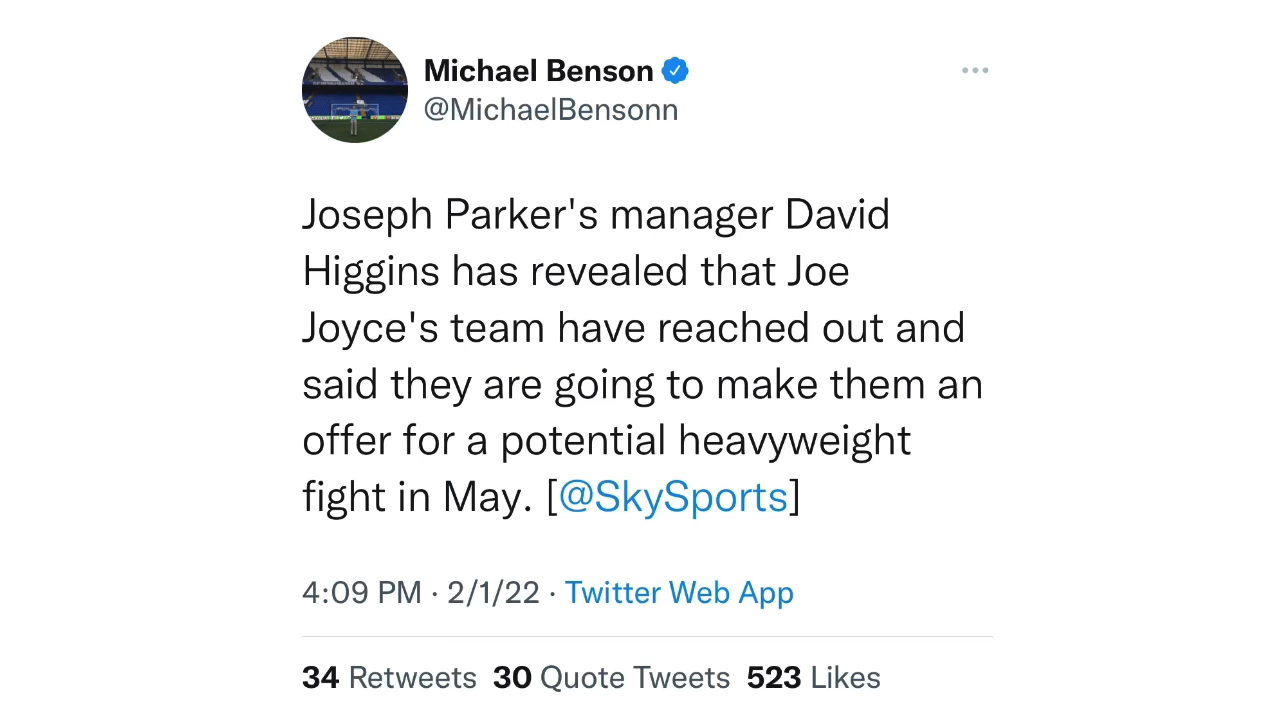 Michael Benson
@MichaelBensonn
Joseph Parker's manager David
Higgins has revealed that Joe
Joyce's team have reached out and
said they are going to make them an
offer for a potential heavyweight
fight in May. [@SkySports]
4:09 PM · 2/1/22 · Twitter Web App
34 Retweets 30 Quote Tweets 523 Likes